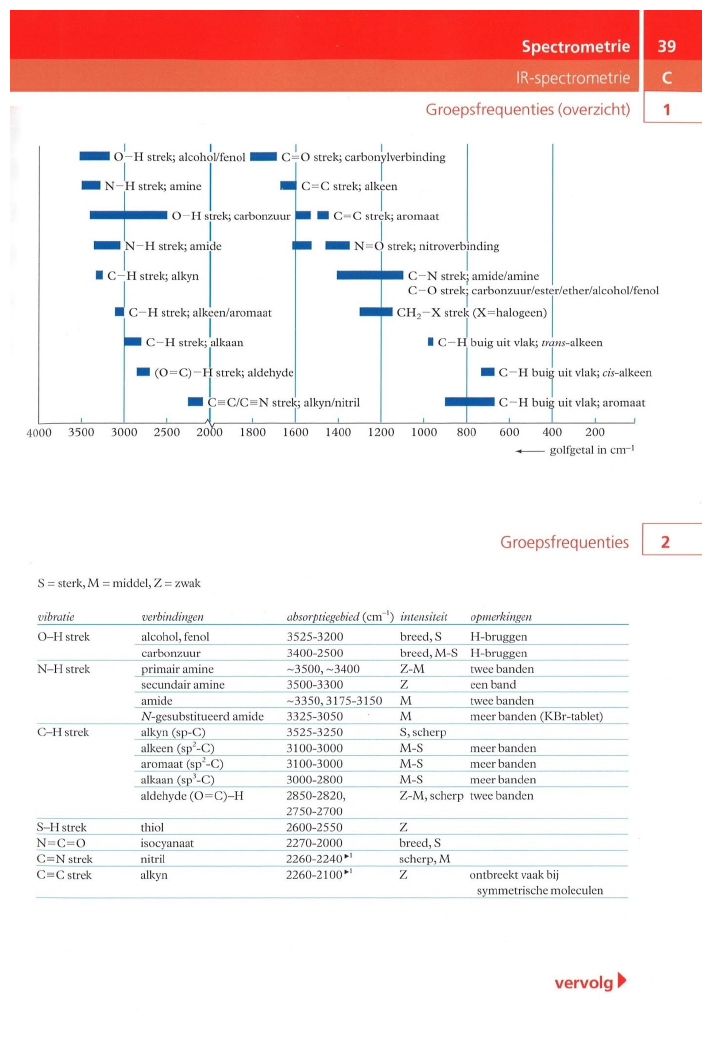 Spectrometrie 39
IR-spectrometrie C
Groepsfrequenties (overzicht) 1
O−H strek; alcohol/fenol C=O strek; carbonylverbinding
N−H strek; amine C=C strek; alkeen
O−H strek; carbonzuur C=C strek; aromaat
N−H strek; amide N=O strek; nitroverbinding
C−H strek; alkyn C−N strek; amide/amine
C−O strek; carbonzuur/ester/ether/alcohol/fenol
C−H strek; alkeen/aromaat CH₂−X strek (X=halogeen)
C−H strek; alkaan C−H buig uit vlak; trans-alkeen
(O=C)−H strek; aldehyde C−H buig uit vlak; cis-alkeen
C≡C/C≡N strek; alkyn/nitril C−H buig uit vlak; aromaat
4000 3500 3000 2500 2000 1800 1600 1400 1200 1000 800 600 400 200
← golfgetal in cm⁻¹
Groepsfrequenties 2
S = sterk, M = middel, Z = zwak
vibratie verbindingen absorptiegebied (cm⁻¹) intensiteit opmerkingen
O–H strek alcohol, fenol 3525-3200 breed, S H-bruggen
carbonzuur 3400-2500 breed, M-S H-bruggen
N–H strek primair amine ~3500, ~3400 Z-M twee banden
secundair amine 3500-3300 Z een band
amide ~3350, 3175-3150 M twee banden
N-gesubstitueerd amide 3325-3050 M meer banden (KBr-tablet)
C–H strek alkyn (sp-C) 3525-3250 S, scherp
alkeen (sp²-C) 3100-3000 M-S meer banden
aromaat (sp²-C) 3100-3000 M-S meer banden
alkaan (sp³-C) 3000-2800 M-S meer banden
aldehyde (O=C)–H 2850-2820, Z-M, scherp twee banden
2750-2700
S–H strek thiol 2600-2550 Z
N=C=O isocyanaat 2270-2000 breed, S
C≡N strek nitril 2260-2240 ▸¹ scherp, M
C≡C strek alkyn 2260-2100 ▸¹ Z ontbreekt vaak bij
symmetrische moleculen
vervolg ▶